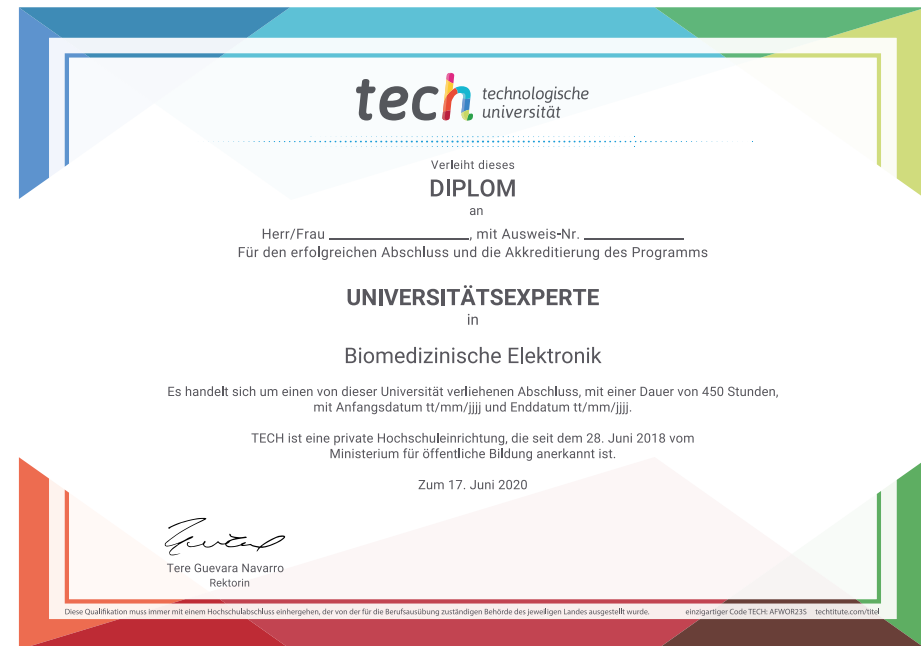 tech technologische
universität
Verleiht dieses
DIPLOM
an
Herr/Frau ____________, mit Ausweis-Nr. ____________
Für den erfolgreichen Abschluss und die Akkreditierung des Programms
UNIVERSITÄTSEXPERTE
in
Biomedizinische Elektronik
Es handelt sich um einen von dieser Universität verliehenen Abschluss, mit einer Dauer von 450 Stunden,
mit Anfangsdatum tt/mm/jjjj und Enddatum tt/mm/jjjj.
TECH ist eine private Hochschuleinrichtung, die seit dem 28. Juni 2018 vom
Ministerium für öffentliche Bildung anerkannt ist.
Zum 17. Juni 2020
Tere Guevara Navarro
Rektorin
Diese Qualifikation muss immer mit einem Hochschulabschluss einhergehen, der von der für die Berufsausübung zuständigen Behörde des jeweiligen Landes ausgestellt wurde. einzigartiger Code TECH: AFWOR23S techtitute.com/titel